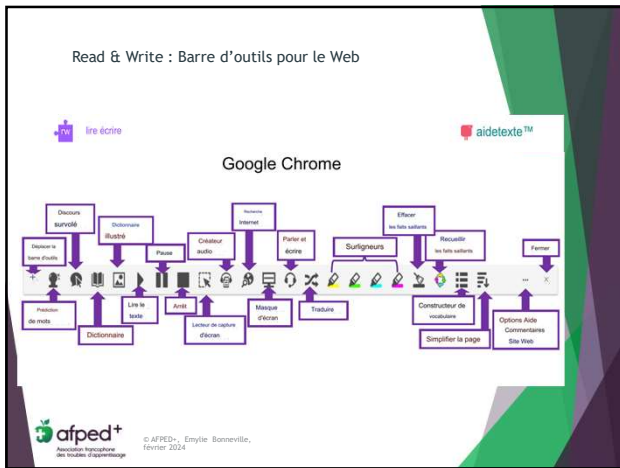 Read & Write : Barre d'outils pour le Web
rw
lire écrire
aidetexte™
Google Chrome
Discours
survolé
Dictionnaire
illustré
Recherche
Internet
Effacer
les faits saillants
Déplacer la
barre d'outils
Pause
Créateur
audio
Parler et
écrire
Surligneurs
Recueillir
les faits saillants
Fermer
Prédiction
de mots
Dictionnaire
Lire le
texte
Arrêt
Lecteur de capture
d'écran
Masque
d'écran
Traduire
Constructeur de
vocabulaire
Simplifier la page
Options Aide
Commentaires
Site Web
afped+
Association francophone
des troubles d'apprentissage
© AFPED+, Emylie Bonneville,
février 2024